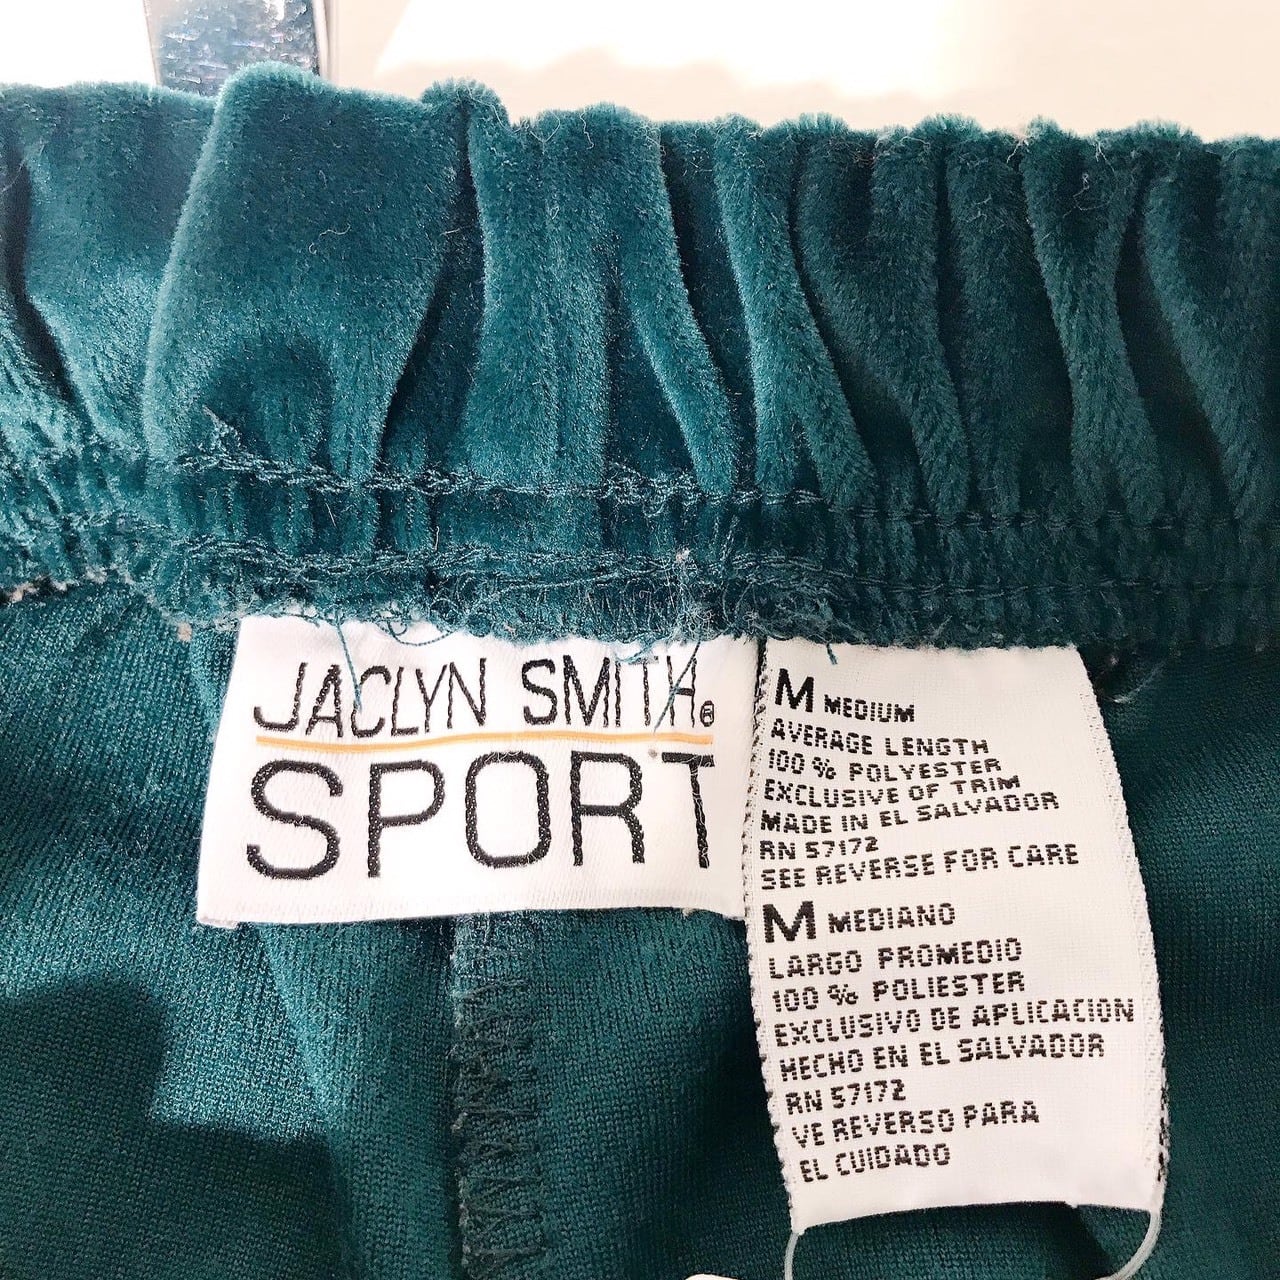 JACLYN SMITH®
SPORT
M MEDIUM
AVERAGE LENGTH
100 % POLYESTER
EXCLUSIVE OF TRIM
MADE IN EL SALVADOR
RN 57172
SEE REVERSE FOR CARE
M MEDIANO
LARGO PROMEDIO
100 % POLIESTER
EXCLUSIVO DE APLICACION
HECHO EN EL SALVADOR
RN 57172
VE REVERSO PARA
EL CUIDADO